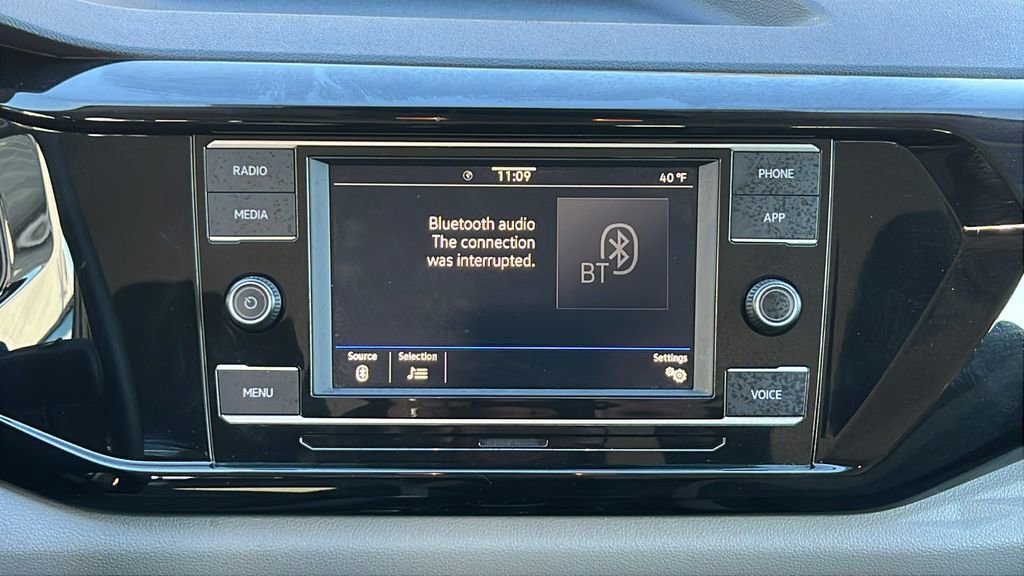 RADIO
MEDIA
MENU
11:09
40 °F
Bluetooth audio
The connection
was interrupted.
BT
Source
Selection
Settings
PHONE
APP
VOICE